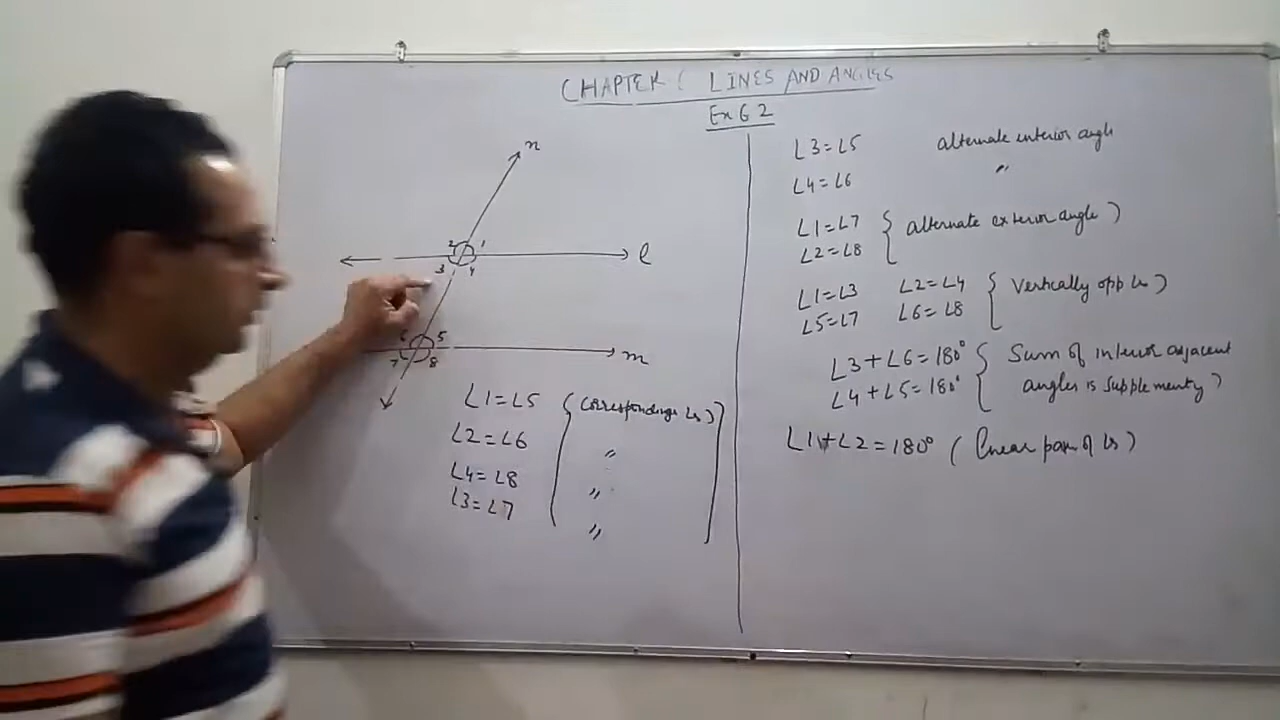 CHAPTER 6 LINES AND ANGLES
Ex 6.2
n
2 1
l
3 4
6 5
m
7 8
∠1=∠5 (corresponding ∠s)
∠2=∠6 〃
∠4=∠8 〃
∠3=∠7 〃
∠3=∠5 alternate interior angle
∠4=∠6 〃
∠1=∠7 { alternate exterior angle )
∠2=∠8
∠1=∠3 ∠2=∠4 { Vertically opp ∠s )
∠5=∠7 ∠6=∠8
∠3+∠6=180° { Sum of interior adjacent
∠4+∠5=180° angles is supplementy )
∠1+∠2=180° ( linear pair of ∠s )